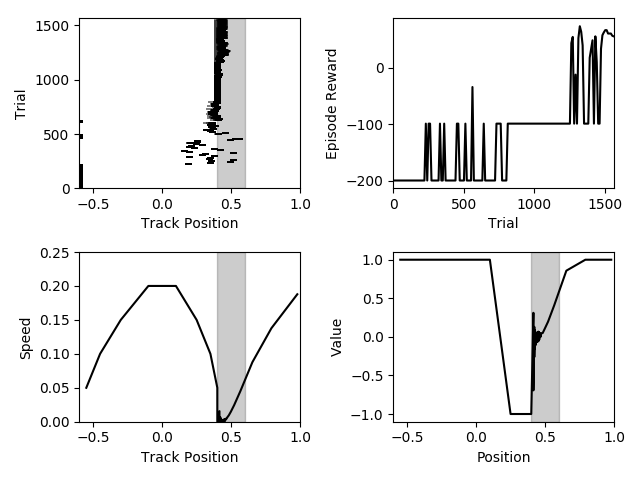 1500
1000
500
0
Trial
−0.5 0.0 0.5 1.0
Track Position
0
−100
−200
Episode Reward
0 500 1000 1500
Trial
0.25
0.20
0.15
0.10
0.05
0.00
Speed
−0.5 0.0 0.5 1.0
Track Position
1.0
0.5
0.0
−0.5
−1.0
Value
−0.5 0.0 0.5 1.0
Position